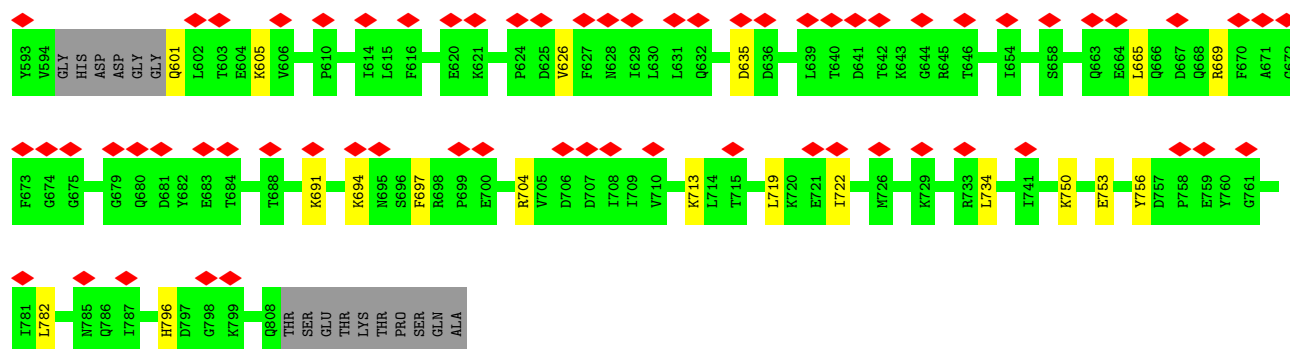 Y593 V594 GLY HIS ASP ASP GLY GLY Q601 L602 T603 E604 K605 V606 P610 I614 L615 F616 E620 K621 P624 D625 V626 F627 N628 I629 L630 L631 Q632 D635 D636 L639 T640 D641 T642 K643 G644 R645 T646 I654 S658 Q663 E664 L665 Q666 D667 Q668 R669 F670 A671 G672
F673 G674 G675 G679 Q680 D681 Y682 E683 T684 T688 K691 K694 N695 S696 F697 R698 P699 E700 R704 V705 D706 D707 I708 I709 V710 K713 L714 T715 L719 K720 E721 I722 M726 K729 R733 L734 I741 K750 E753 Y756 D757 P758 E759 Y760 G761
I781 L782 N785 Q786 I787 H796 D797 G798 K799 Q808 THR SER GLU THR LYS THR PRO SER GLN ALA